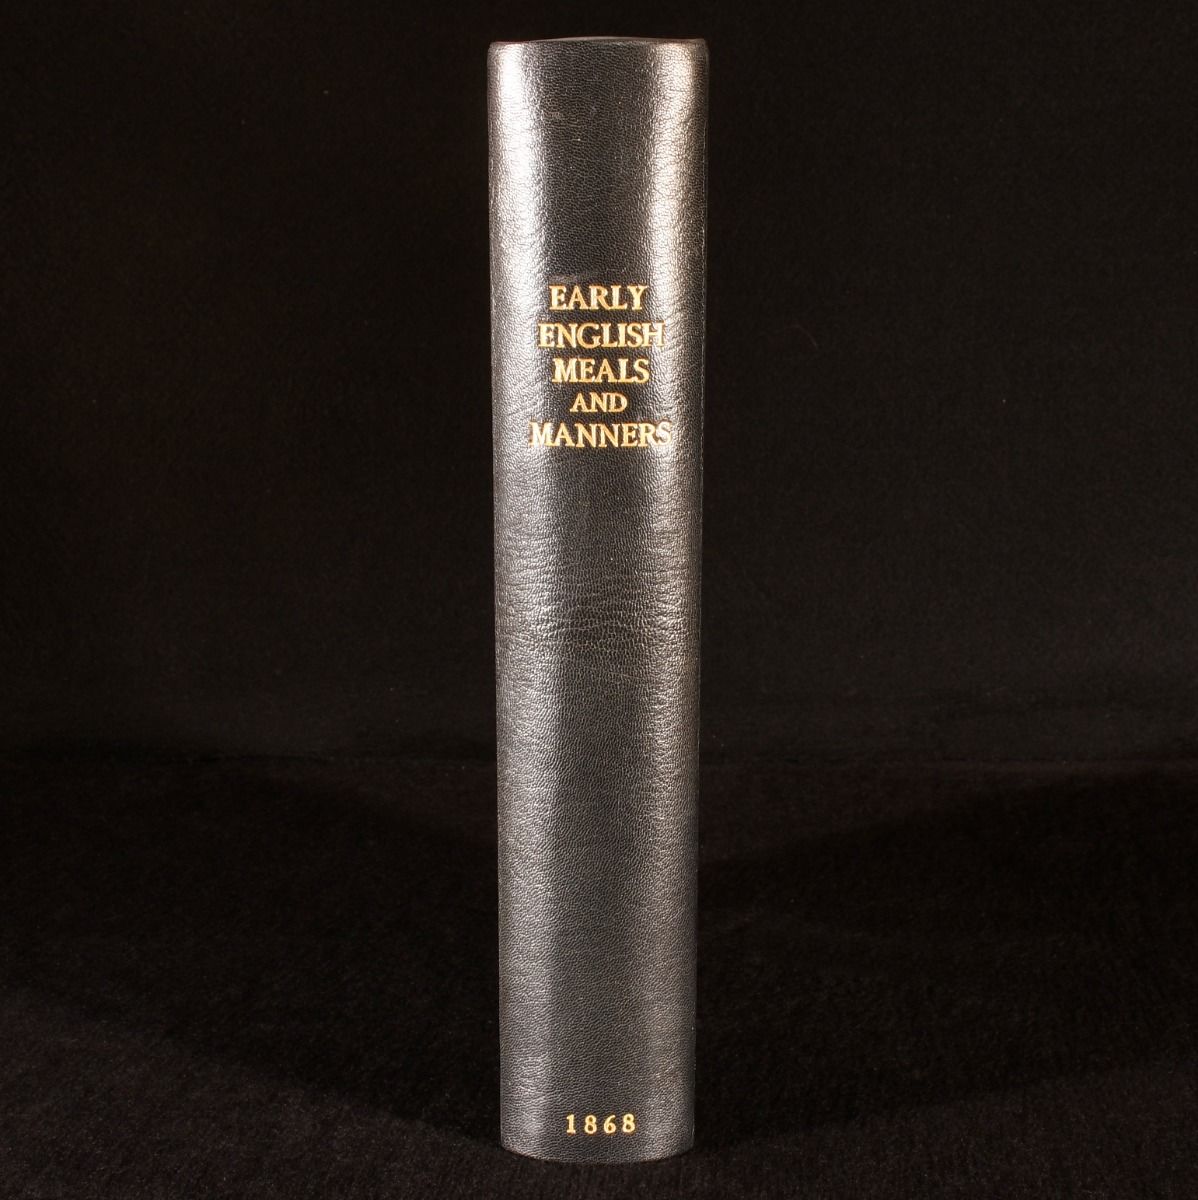 EARLY
ENGLISH
MEALS
AND
MANNERS
1868